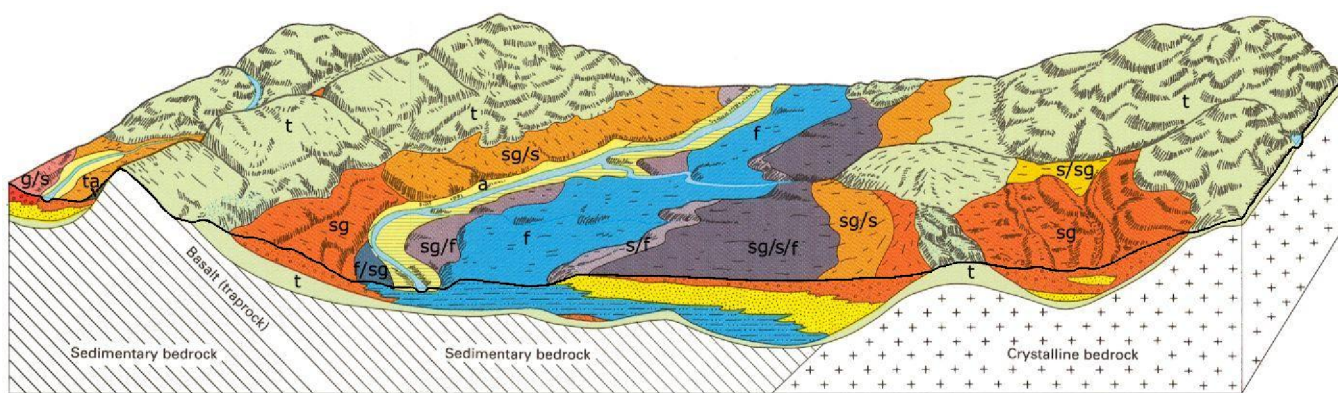 t
t
t
f
g/s
ta
sg/s
s/sg
a
sg
sg/f
f
s/f
sg/s/f
sg/s
sg
f/sg
t
t
Basalt (traprock)
Sedimentary bedrock
Sedimentary bedrock
Crystalline bedrock